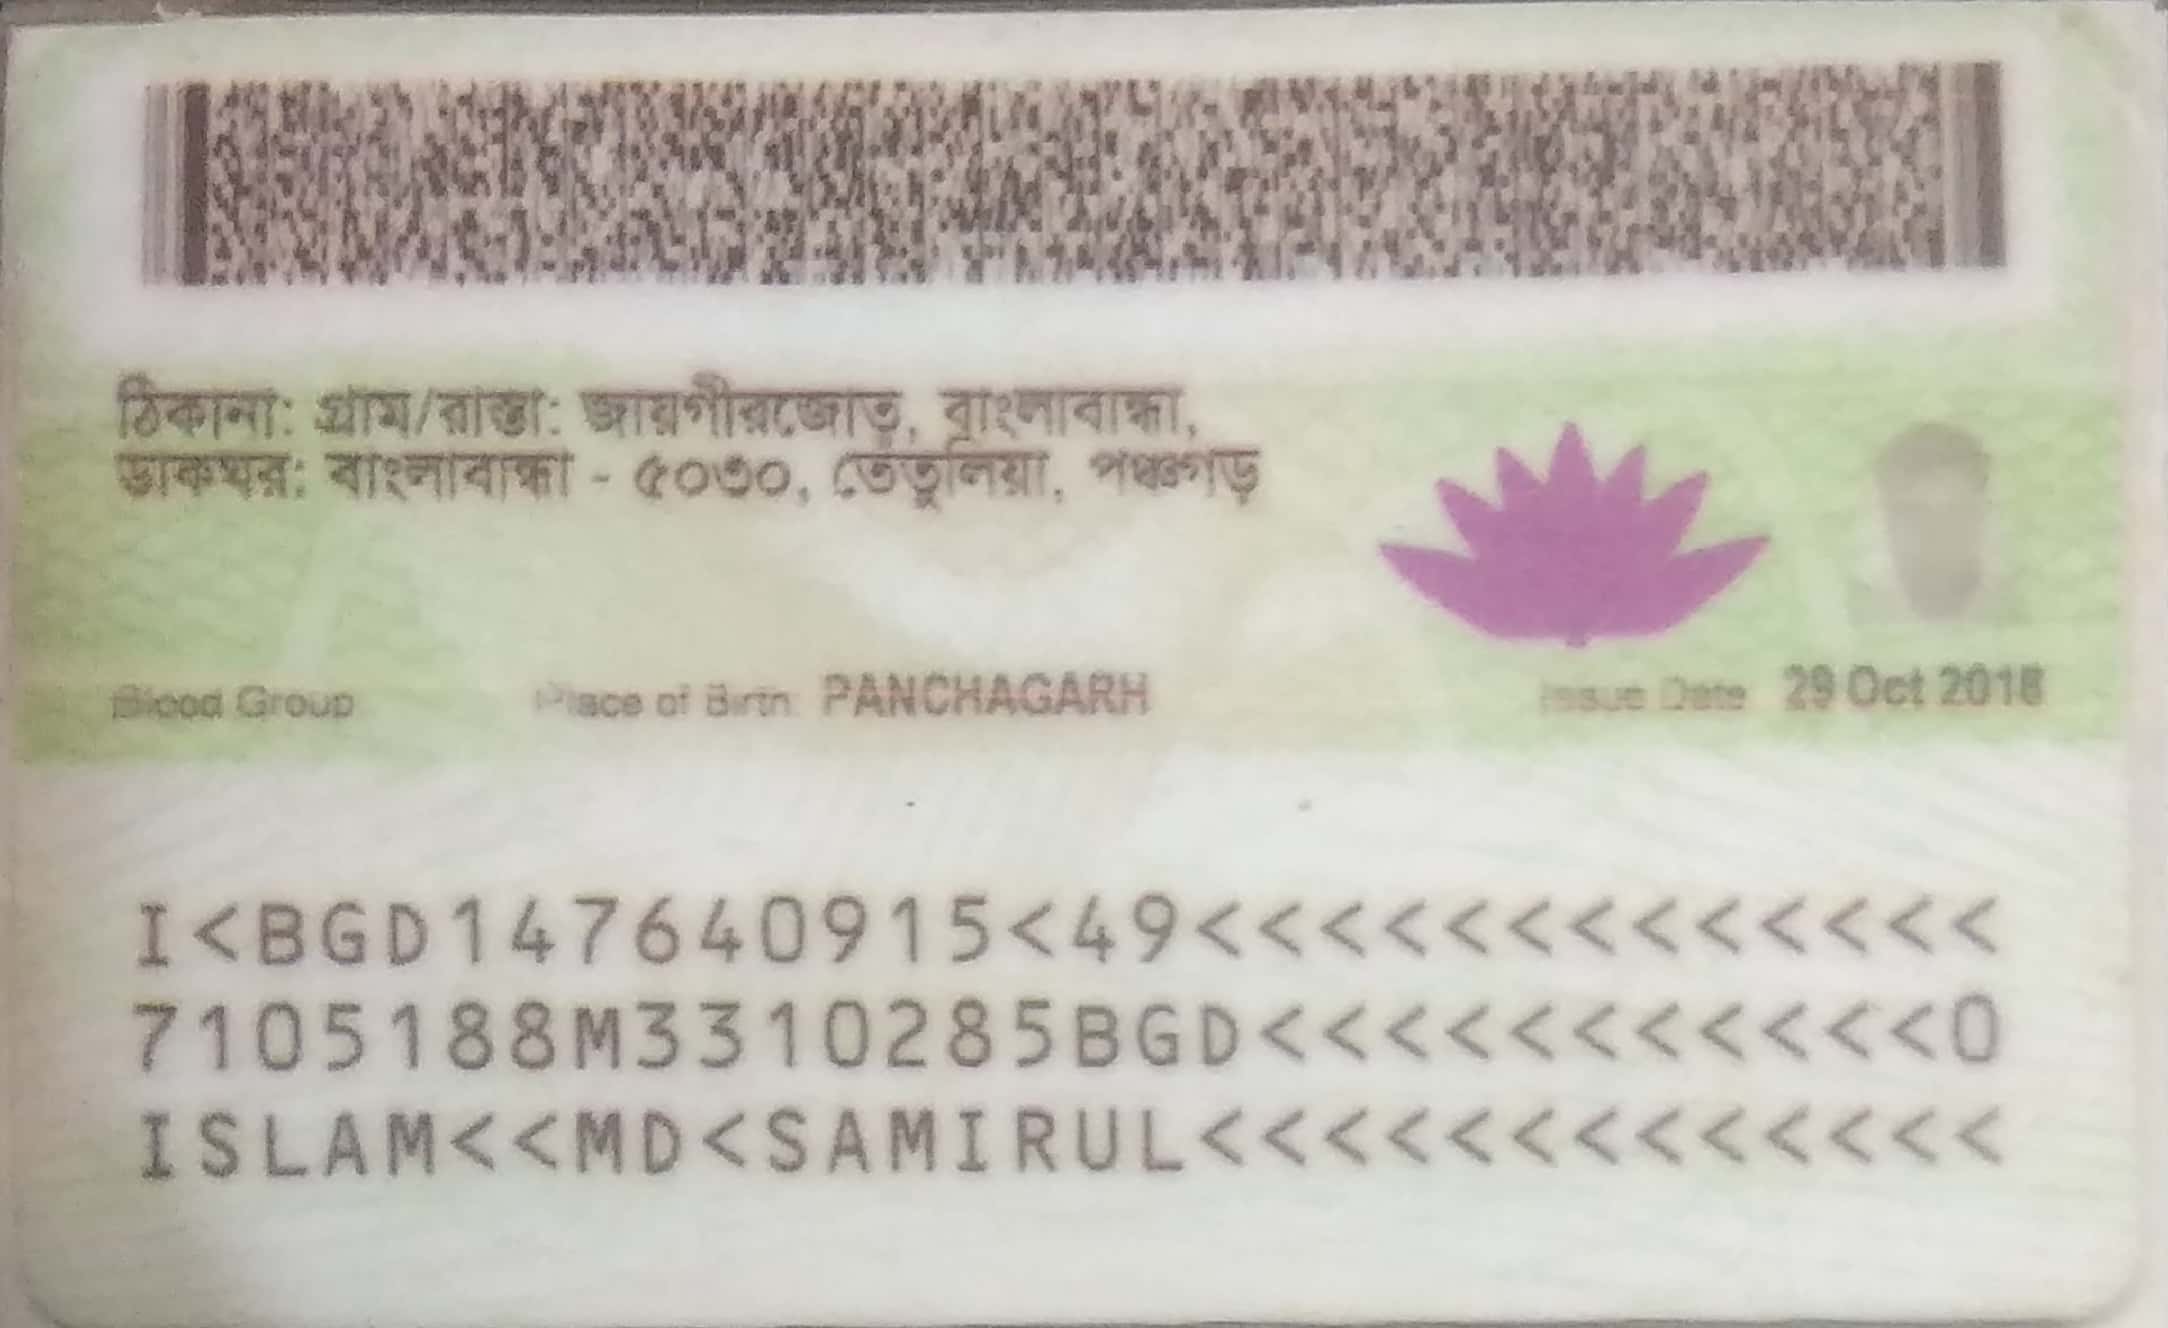 ঠিকানা: গ্রাম/রাস্তা: জায়গীরজোত, বাংলাবান্ধা,
ডাকঘর: বাংলাবান্ধা - ৫০৩০, তেঁতুলিয়া, পঞ্চগড়
Blood Group Place of Birth: PANCHAGARH Issue Date 29 Oct 2018
I<BGD147640915<49<<<<<<<<<<<<<
7105188M3310285BGD<<<<<<<<<<<0
ISLAM<<MD<SAMIRUL<<<<<<<<<<<<<